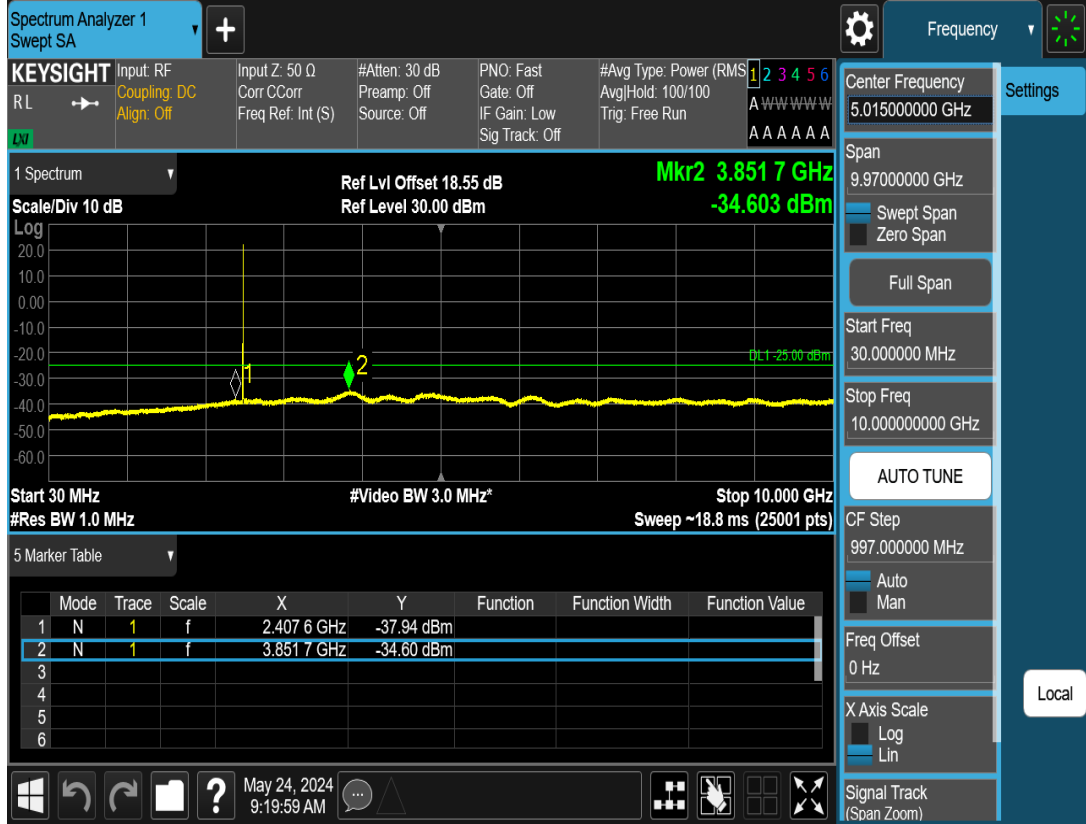 Spectrum Analyzer 1
Swept SA
+
Frequency
KEYSIGHT
RL
LXI
Input: RF
Coupling: DC
Align: Off
Input Z: 50 Ω
Corr CCorr
Freq Ref: Int (S)
#Atten: 30 dB
Preamp: Off
Source: Off
PNO: Fast
Gate: Off
IF Gain: Low
Sig Track: Off
#Avg Type: Power (RMS
Avg|Hold: 100/100
Trig: Free Run
1 2 3 4 5 6
A W W W W W
A A A A A A
1 Spectrum
Scale/Div 10 dB
Ref Lvl Offset 18.55 dB
Ref Level 30.00 dBm
Mkr2 3.851 7 GHz
-34.603 dBm
Log
20.0
10.0
0.00
-10.0
-20.0
-30.0
-40.0
-50.0
-60.0
1
2
DL1 -25.00 dBm
Start 30 MHz
#Video BW 3.0 MHz*
Stop 10.000 GHz
#Res BW 1.0 MHz
Sweep ~18.8 ms (25001 pts)
5 Marker Table
Mode Trace Scale X Y Function Function Width Function Value
1 N 1 f 2.407 6 GHz -37.94 dBm
2 N 1 f 3.851 7 GHz -34.60 dBm
3
4
5
6
?
May 24, 2024
9:19:59 AM
Center Frequency
5.015000000 GHz
Settings
Span
9.97000000 GHz
Swept Span
Zero Span
Full Span
Start Freq
30.000000 MHz
Stop Freq
10.000000000 GHz
AUTO TUNE
CF Step
997.000000 MHz
Auto
Man
Freq Offset
0 Hz
Local
X Axis Scale
Log
Lin
Signal Track
(Span Zoom)